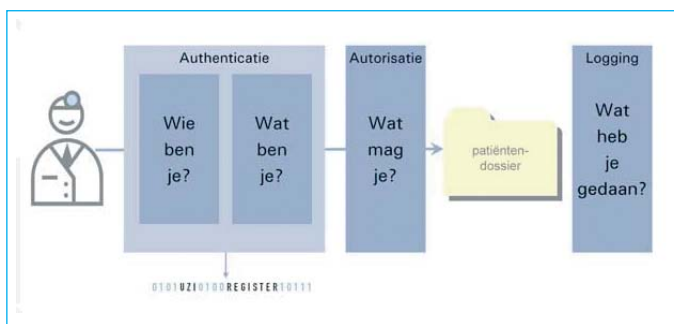 Authenticatie
Wie
ben
je?
Wat
ben
je?
Autorisatie
Wat
mag
je?
patiënten-
dossier
Logging
Wat
heb
je
gedaan?
0101UZI0100REGISTER10111